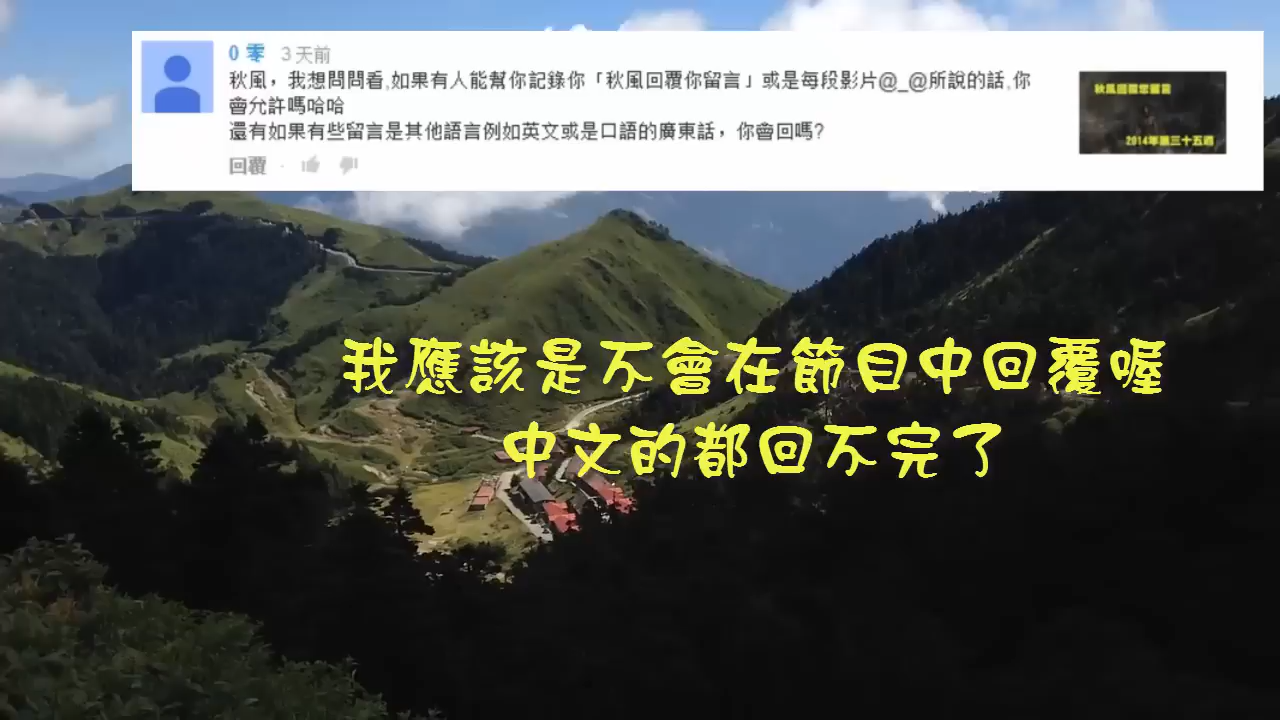 0 零 3 天前
秋風，我想問問看,如果有人能幫你記錄你「秋風回覆你留言」或是每段影片@_@所說的話,你
會允許嗎哈哈
還有如果有些留言是其他語言例如英文或是口語的廣東話，你會回嗎?
回覆 ·
秋風回覆您留言
2014年第三十五週
我應該是不會在節目中回覆喔
中文的都回不完了